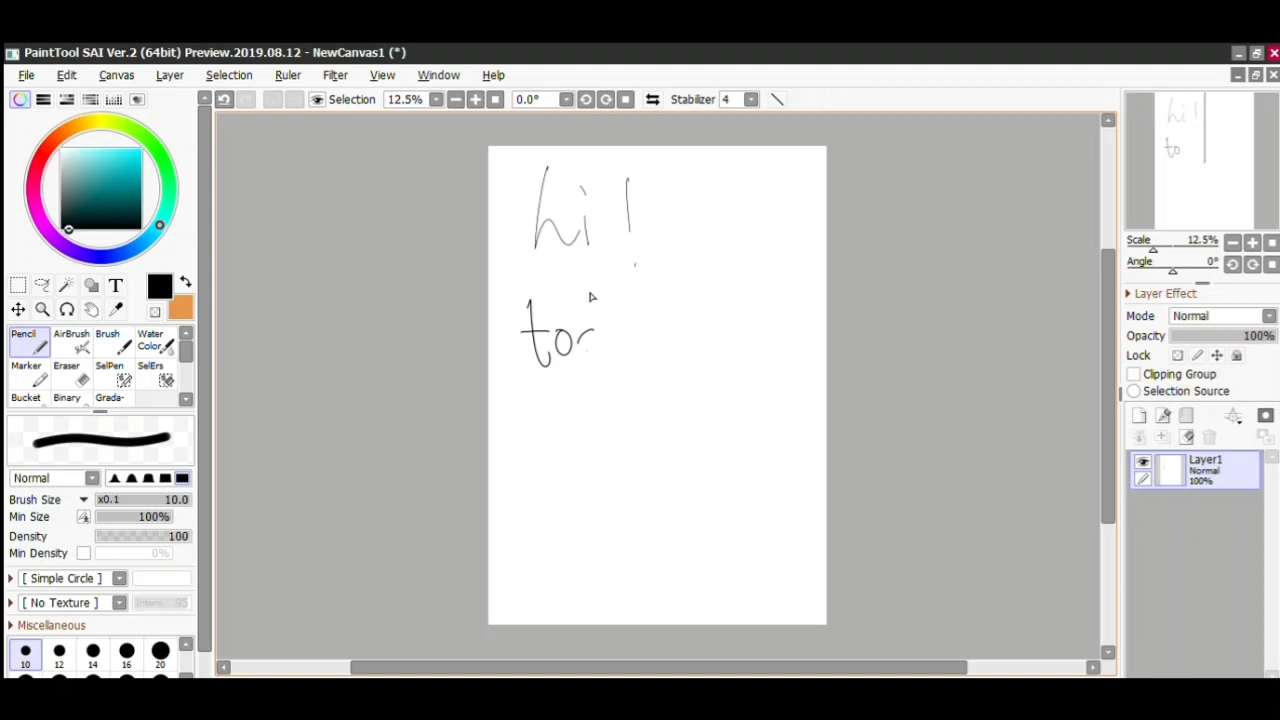 PaintTool SAI Ver.2 (64bit) Preview.2019.08.12 - NewCanvas1 (*)
File Edit Canvas Layer Selection Ruler Filter View Window Help
Selection 12.5% 0.0° Stabilizer 4
hi!
to
hi!
Scale 12.5%
Angle 0°
Layer Effect
T
Mode Normal
Opacity 100%
Pencil AirBrush Brush Water Color
Lock
Clipping Group
Marker Eraser SelPen SelErs
Selection Source
Bucket Binary Grada-
Layer1
Normal
100%
Normal
Brush Size x0.1 10.0
Min Size 100%
Density 100
Min Density 0%
[ Simple Circle ]
[ No Texture ] Intens. 95
Miscellaneous
10 12 14 16 20